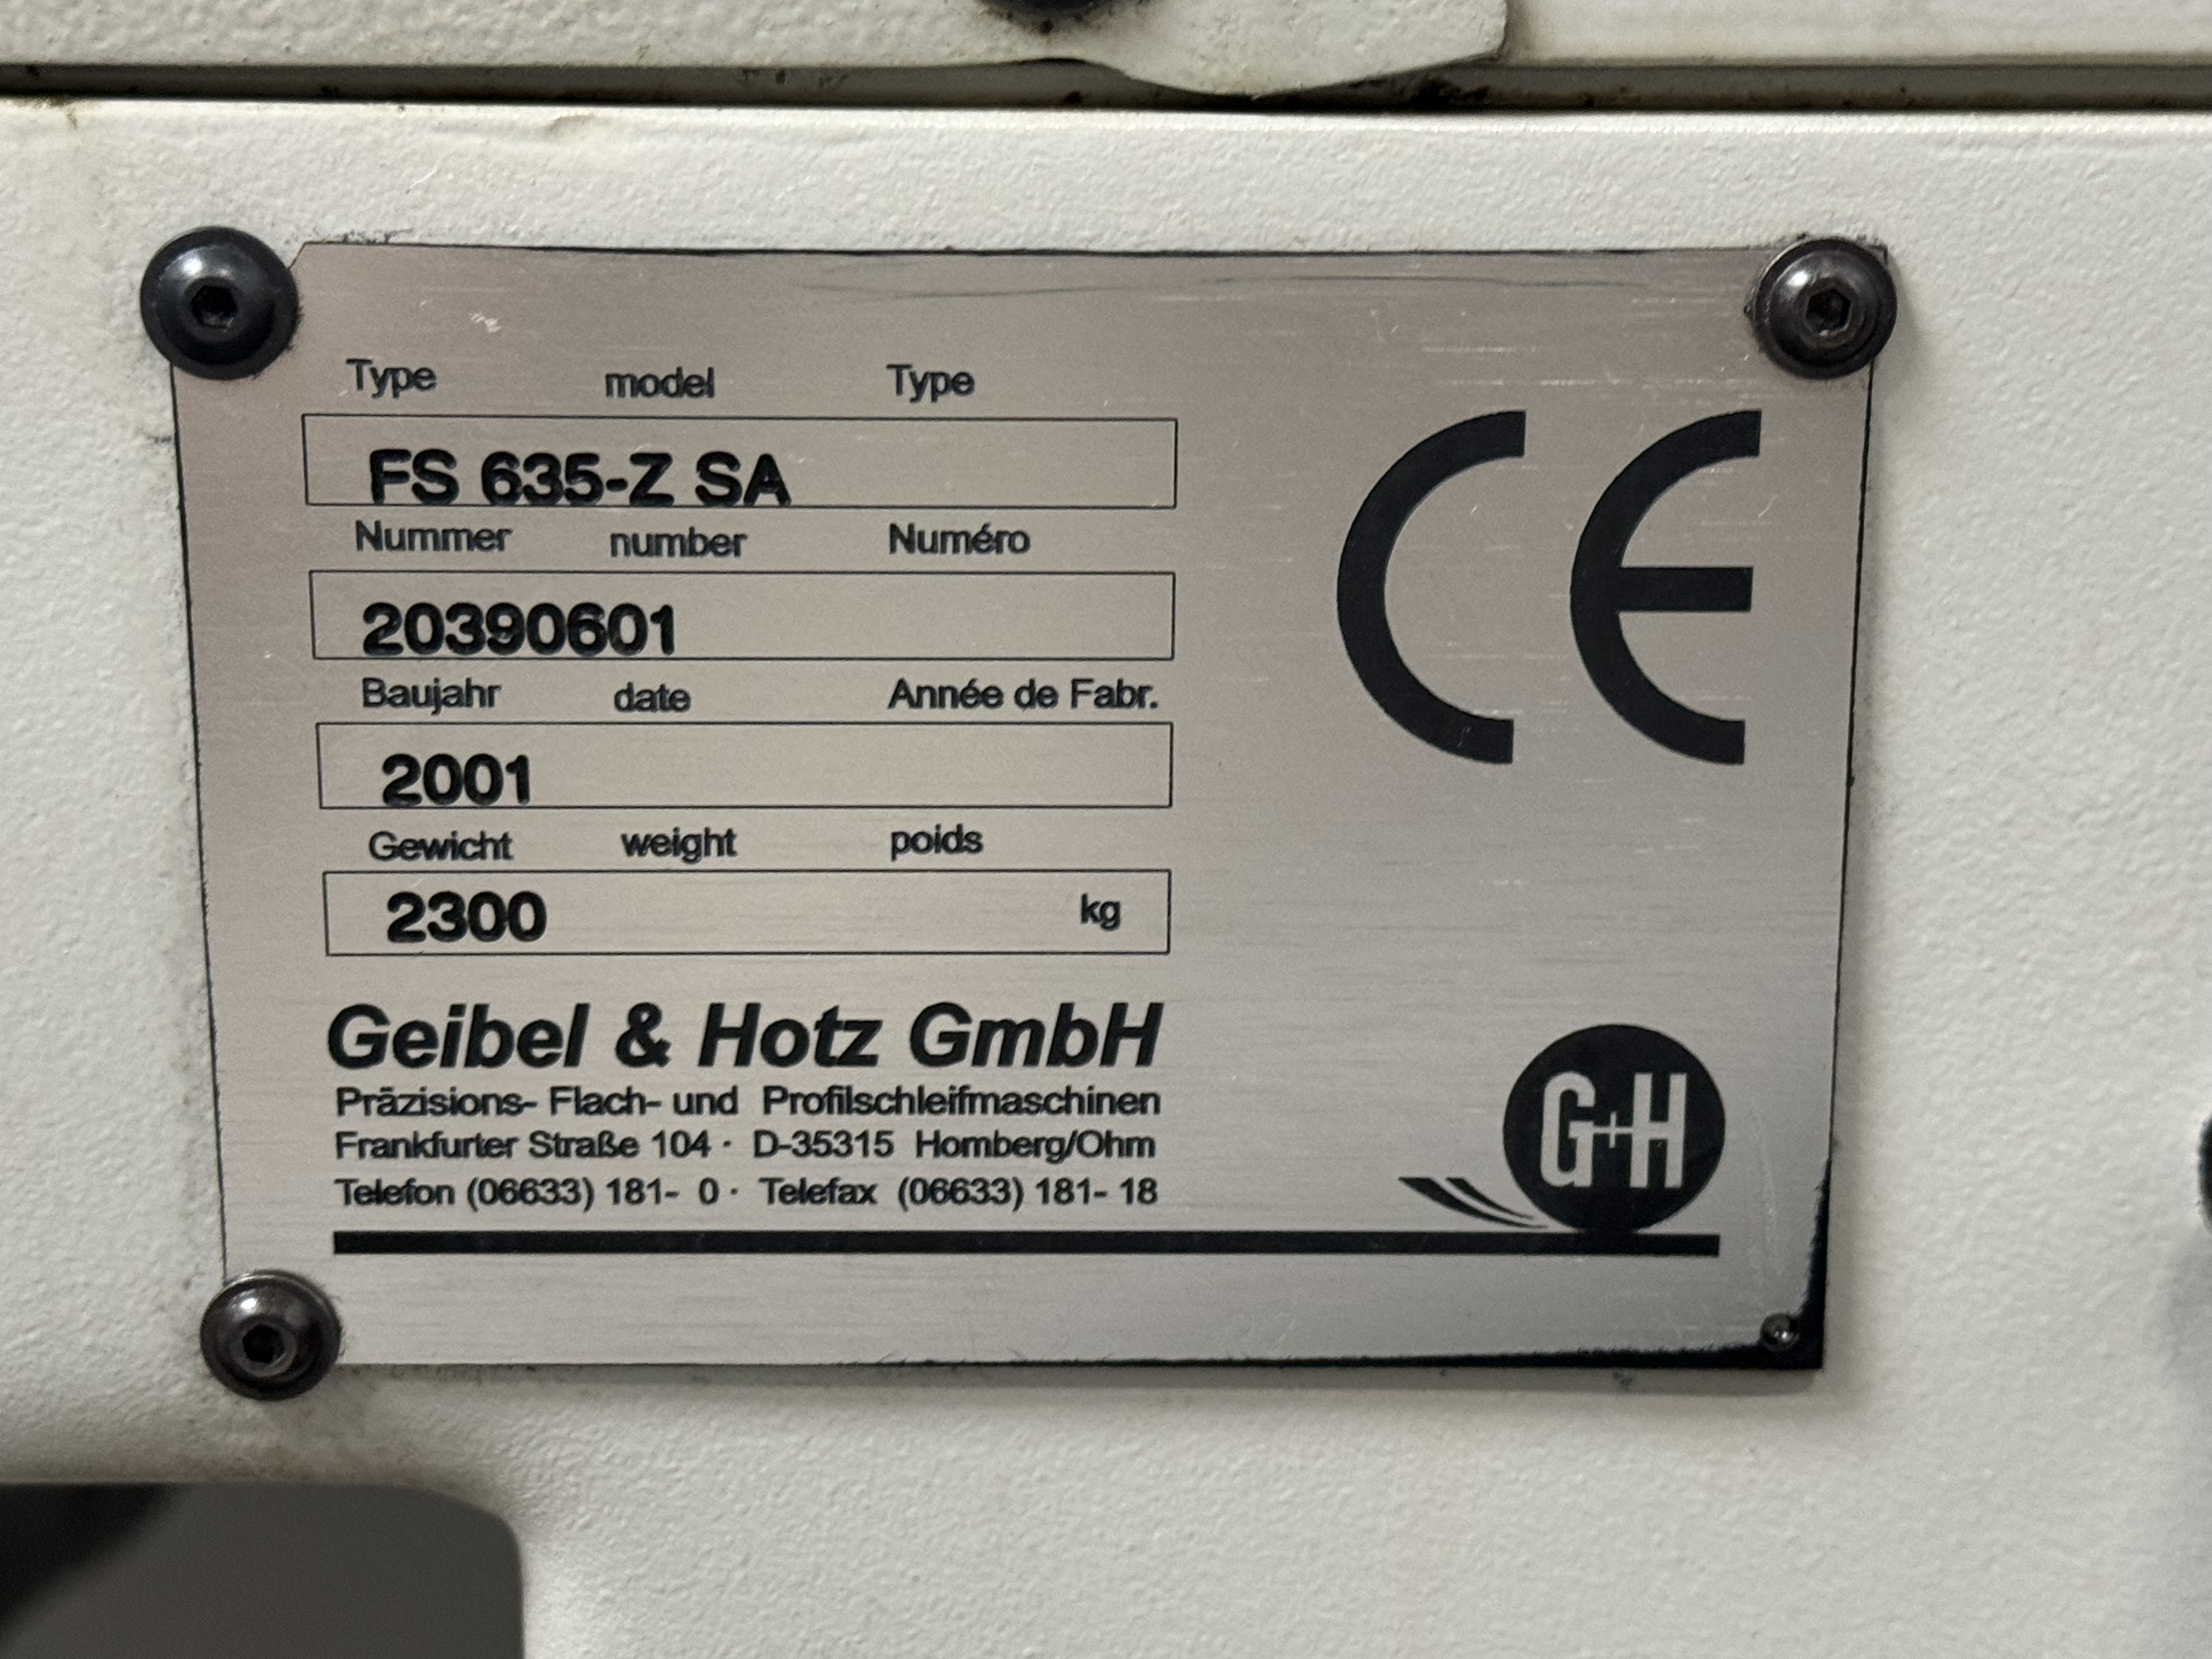 Type model Type
FS 635-Z SA
Nummer number Numéro
20390601
Baujahr date Année de Fabr.
2001
Gewicht weight poids
2300 kg
CE
Geibel & Hotz GmbH
Präzisions- Flach- und Profilschleifmaschinen
Frankfurter Straße 104 · D-35315 Homberg/Ohm
Telefon (06633) 181- 0 · Telefax (06633) 181- 18
G+H